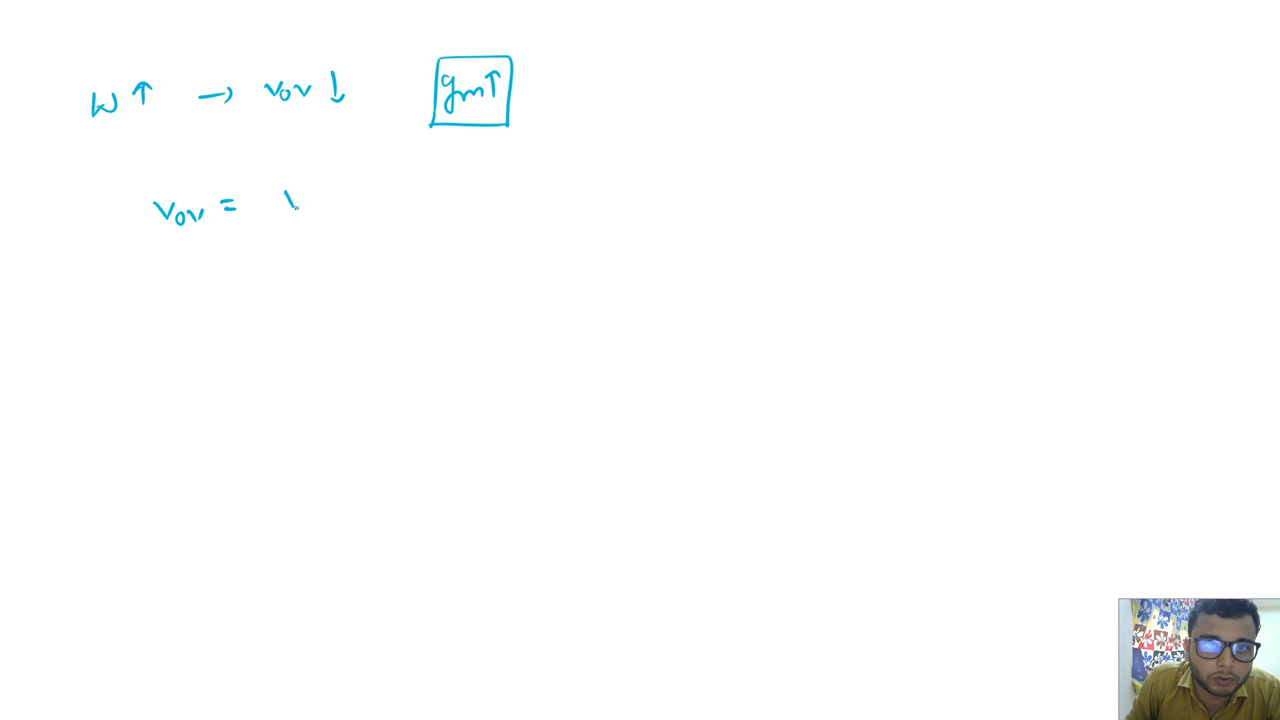 W ↑ → Vov ↓ gm↑
Vov = \